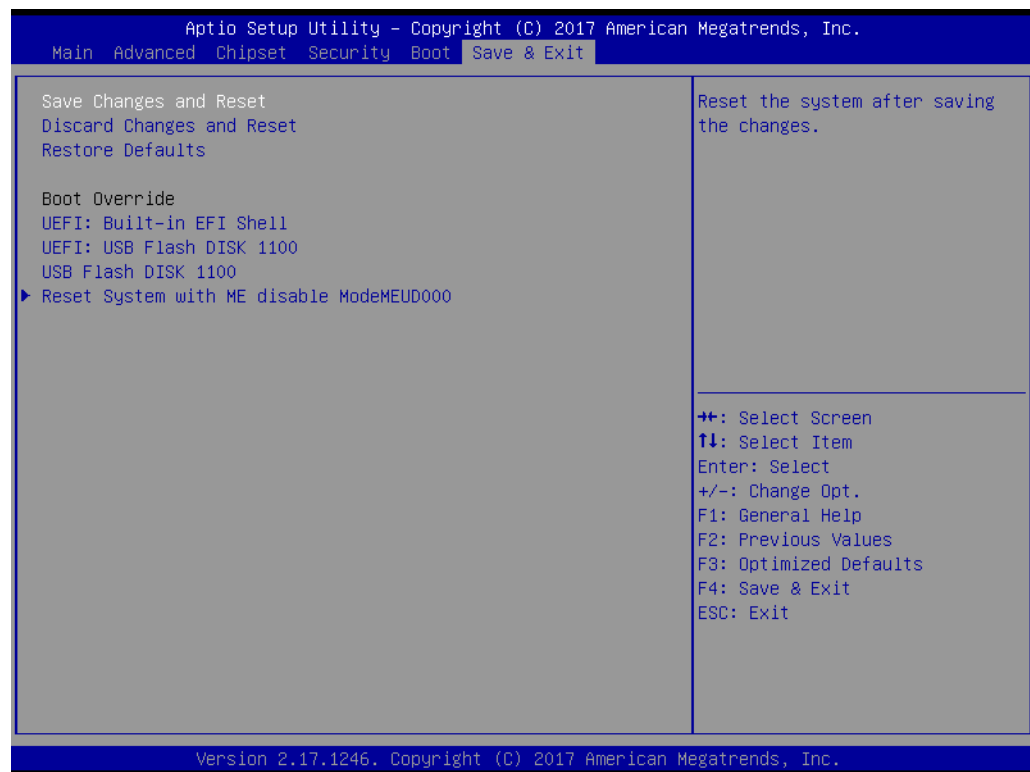 Aptio Setup Utility – Copyright (C) 2017 American Megatrends, Inc.
Main Advanced Chipset Security Boot Save & Exit
Save Changes and Reset
Discard Changes and Reset
Restore Defaults
Boot Override
UEFI: Built-in EFI Shell
UEFI: USB Flash DISK 1100
USB Flash DISK 1100
▶ Reset System with ME disable ModeMEUD000
Reset the system after saving
the changes.
→←: Select Screen
↑↓: Select Item
Enter: Select
+/-: Change Opt.
F1: General Help
F2: Previous Values
F3: Optimized Defaults
F4: Save & Exit
ESC: Exit
Version 2.17.1246. Copyright (C) 2017 American Megatrends, Inc.